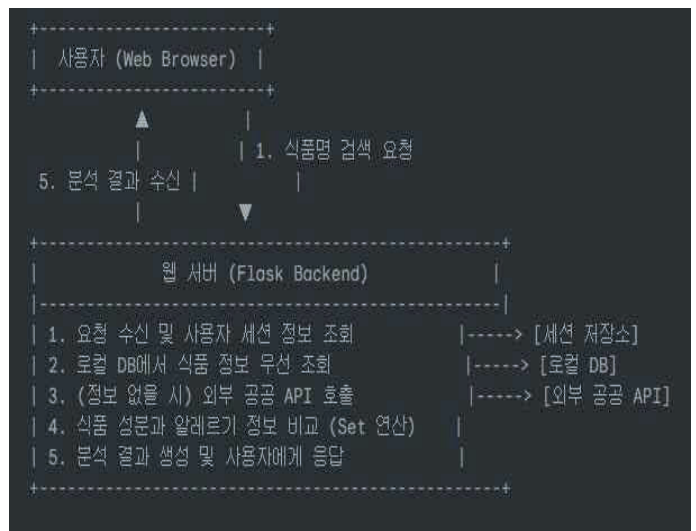 사용자 (Web Browser)
1. 식품명 검색 요청
5. 분석 결과 수신
웹 서버 (Flask Backend)
1. 요청 수신 및 사용자 세션 정보 조회 -----> [세션 저장소]
2. 로컬 DB에서 식품 정보 우선 조회 -----> [로컬 DB]
3. (정보 없을 시) 외부 공공 API 호출 -----> [외부 공공 API]
4. 식품 성분과 알레르기 정보 비교 (Set 연산)
5. 분석 결과 생성 및 사용자에게 응답